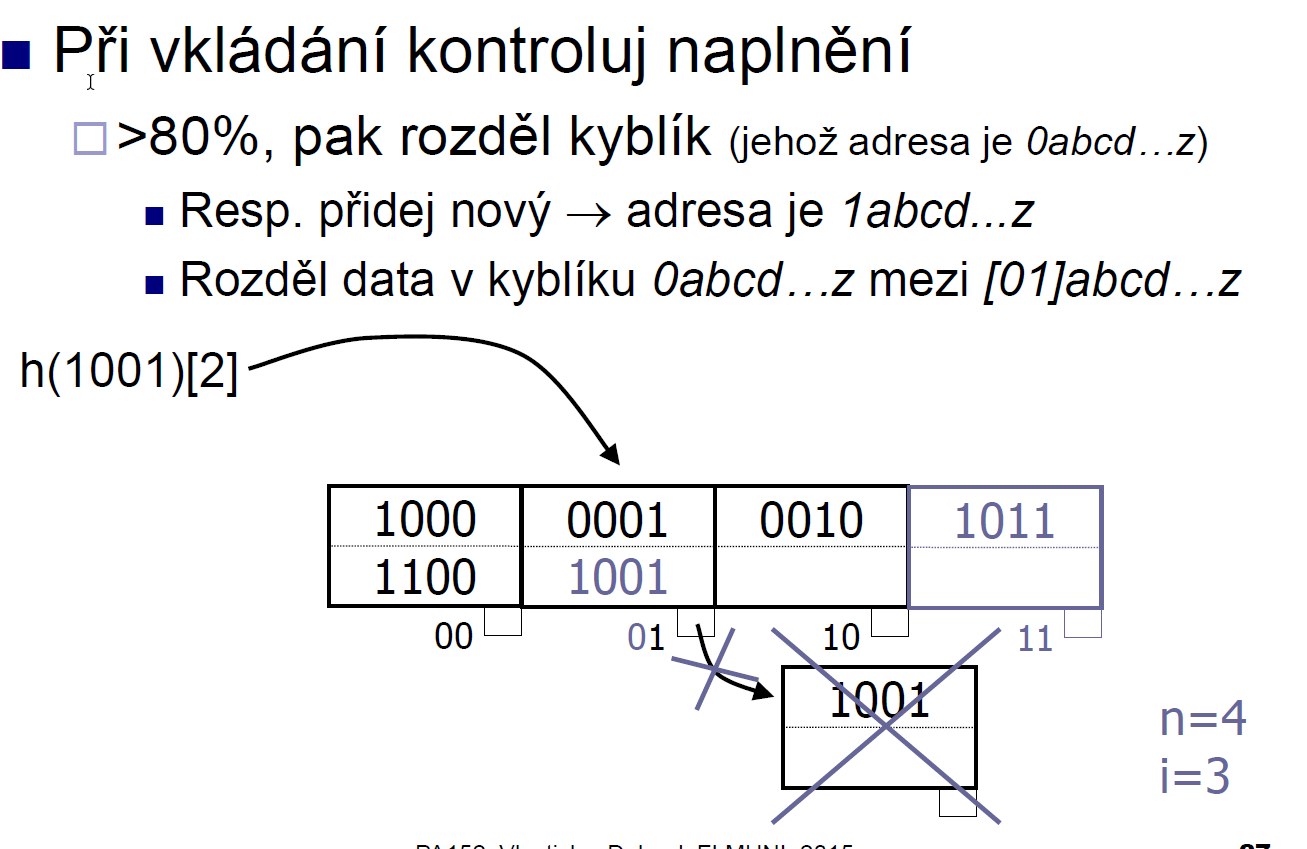 Při vkládání kontroluj naplnění
>80%, pak rozděl kyblík (jehož adresa je 0abcd…z)
Resp. přidej nový → adresa je 1abcd...z
Rozděl data v kyblíku 0abcd…z mezi [01]abcd…z
h(1001)[2]
1000 0001 0010 1011
1100 1001
00 01 10 11
1001
n=4
i=3